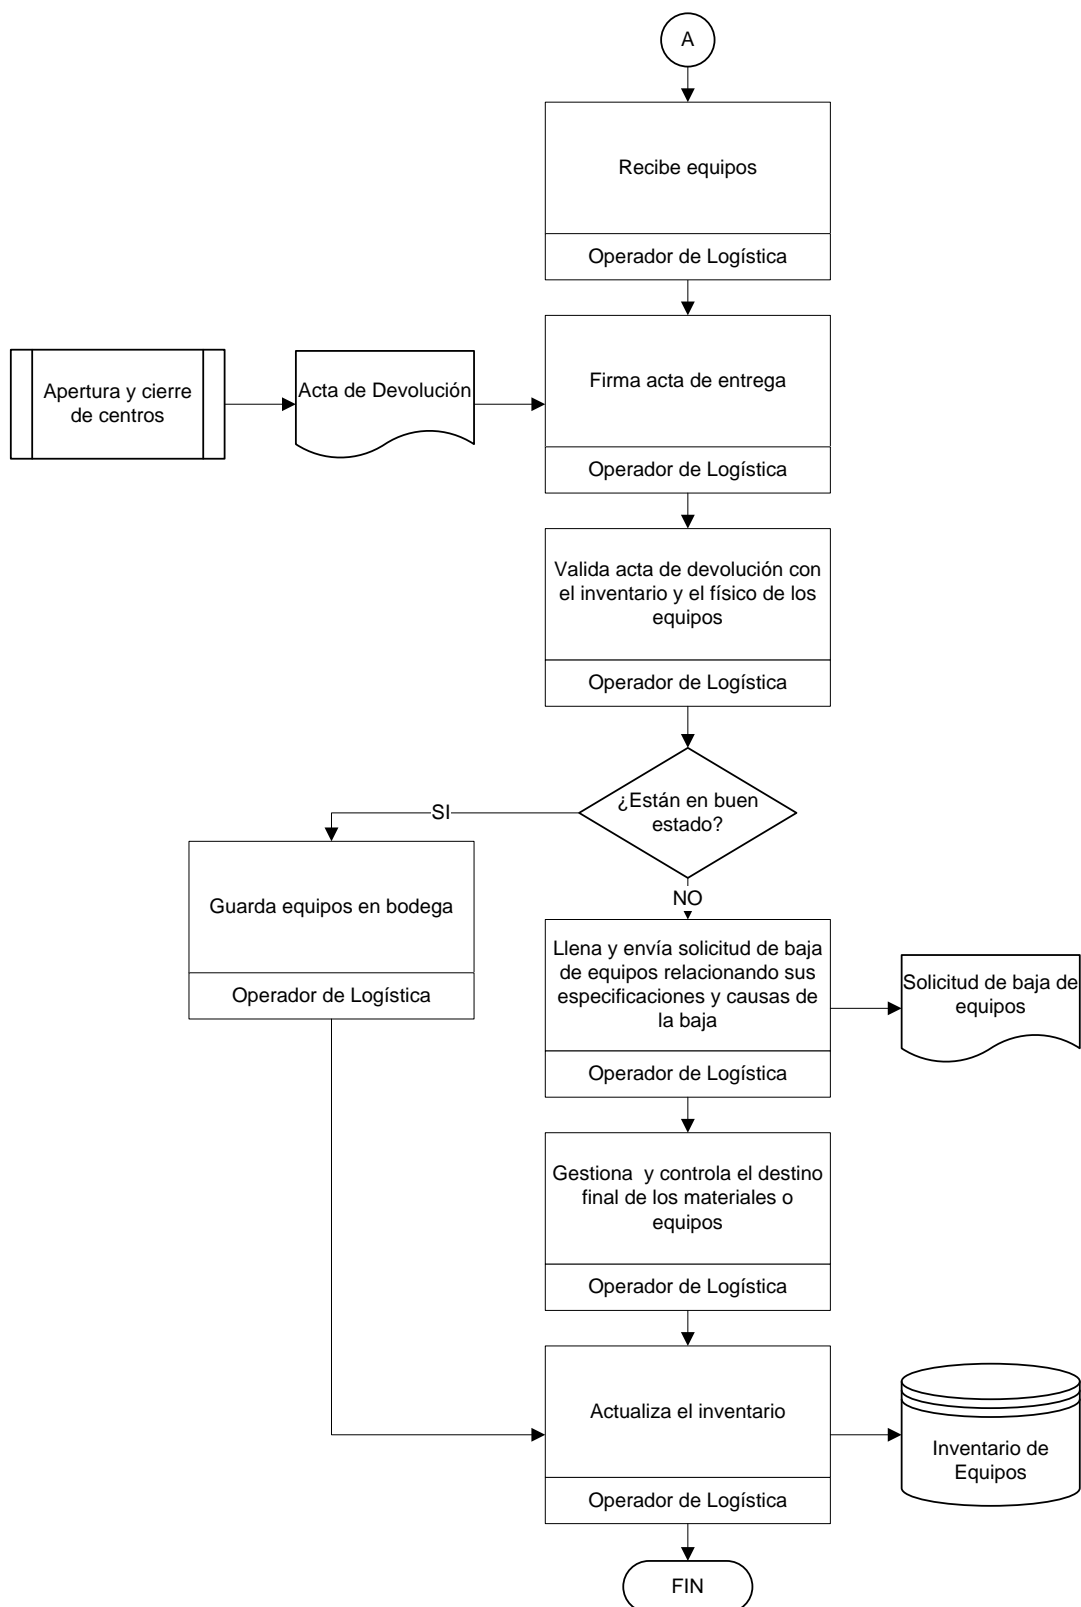 A
Recibe equipos
Operador de Logística
Apertura y cierre
de centros
Acta de Devolución
Firma acta de entrega
Operador de Logística
Valida acta de devolución con
el inventario y el físico de los
equipos
Operador de Logística
¿Están en buen
estado?
SI
NO
Guarda equipos en bodega
Operador de Logística
Llena y envía solicitud de baja
de equipos relacionando sus
especificaciones y causas de
la baja
Operador de Logística
Solicitud de baja de
equipos
Gestiona  y controla el destino
final de los materiales o
equipos
Operador de Logística
Actualiza el inventario
Operador de Logística
Inventario de
Equipos
FIN